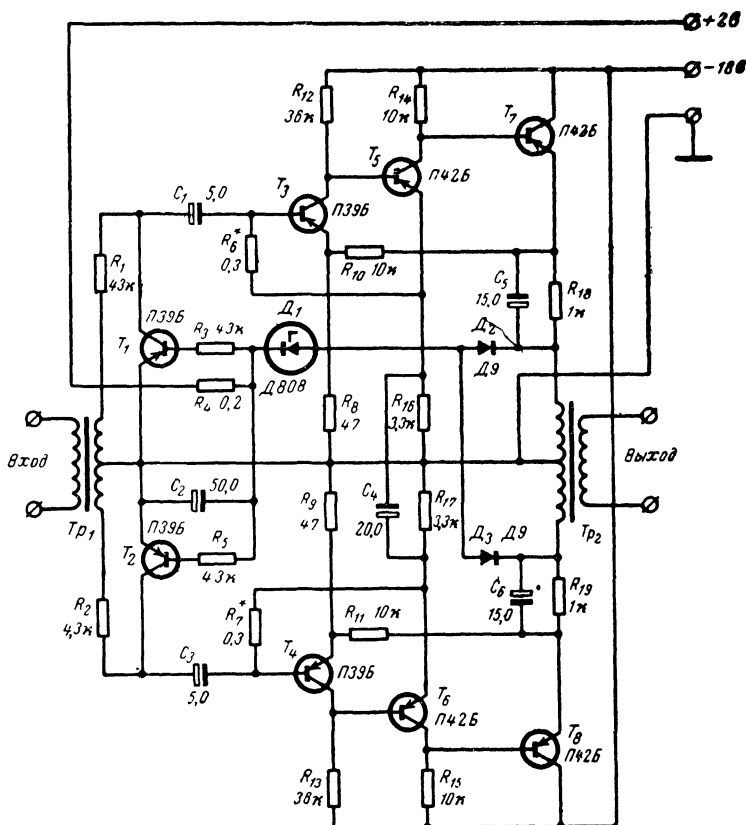 +2в
-18в
R12
36к
R14
10к
T7
П42Б
T5
П42Б
C1 5,0
T3
П39Б
R6*
0,3
R1
43к
R10 10к
C5
15,0
R18
1к
П39Б
T1
R3 43к
Д1
Д808
Д2
Д9
R4 0,2
R8
47
R16
3,3к
Вход
Тр1
C2 50,0
П39Б
T2
R5
43к
R9
47
C4
20,0
R17
3,3к
Д3 Д9
Выход
Тр2
R2
4,3к
R7*
0,3
R11 10к
C6
15,0
R19
1к
C3
5,0
T4
П39Б
T6
П42Б
T8
П42Б
R13
36к
R15
10к